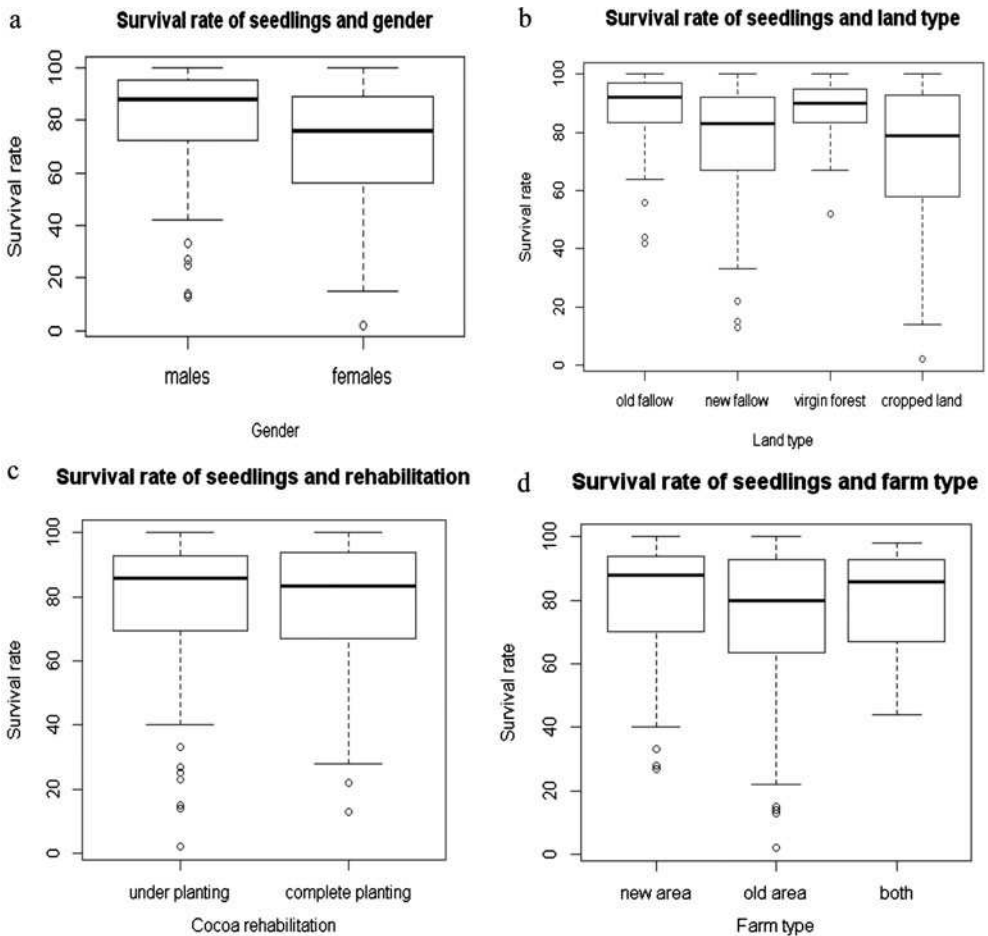 a
Survival rate of seedlings and gender
Survival rate
100
80
60
40
20
0
males females
Gender
b
Survival rate of seedlings and land type
Survival rate
100
80
60
40
20
0
old fallow new fallow virgin forest cropped land
Land type
c
Survival rate of seedlings and rehabilitation
Survival rate
100
80
60
40
20
0
under planting complete planting
Cocoa rehabilitation
d
Survival rate of seedlings and farm type
Survival rate
100
80
60
40
20
0
new area old area both
Farm type